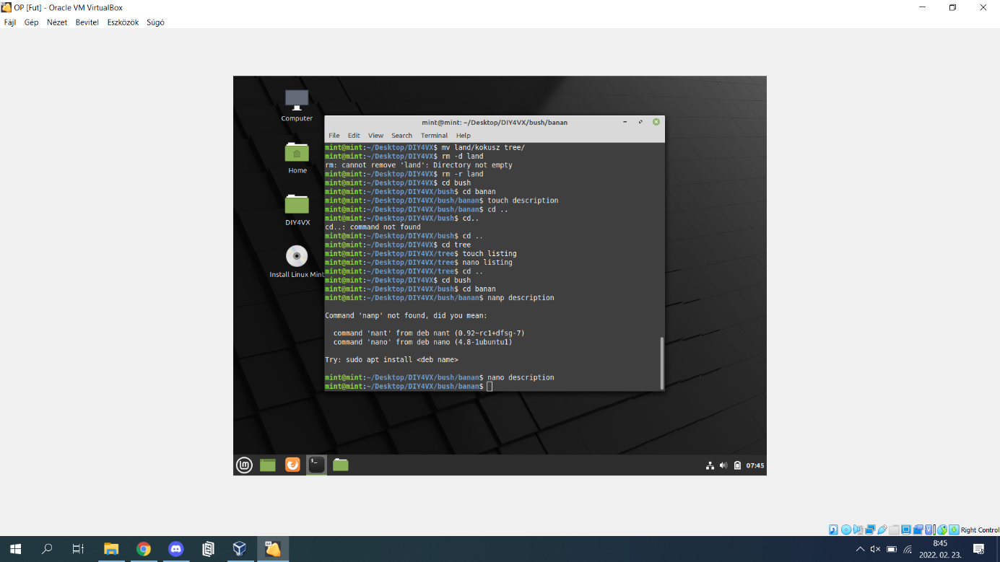 OP [Fut] - Oracle VM VirtualBox
Fájl Gép Nézet Bevitel Eszközök Súgó
Computer
Home
DIY4VX
Install Linux Mint
mint@mint: ~/Desktop/DIY4VX/bush/banan
File Edit View Search Terminal Help
mint@mint:~/Desktop/DIY4VX$ mv land/kokusz tree/
mint@mint:~/Desktop/DIY4VX$ rm -d land
rm: cannot remove 'land': Directory not empty
mint@mint:~/Desktop/DIY4VX$ rm -r land
mint@mint:~/Desktop/DIY4VX$ cd bush
mint@mint:~/Desktop/DIY4VX/bush$ cd banan
mint@mint:~/Desktop/DIY4VX/bush/banan$ touch description
mint@mint:~/Desktop/DIY4VX/bush/banan$ cd ..
mint@mint:~/Desktop/DIY4VX/bush$ cd..
cd..: command not found
mint@mint:~/Desktop/DIY4VX/bush$ cd ..
mint@mint:~/Desktop/DIY4VX$ cd tree
mint@mint:~/Desktop/DIY4VX/tree$ touch listing
mint@mint:~/Desktop/DIY4VX/tree$ nano listing
mint@mint:~/Desktop/DIY4VX/tree$ cd ..
mint@mint:~/Desktop/DIY4VX$ cd bush
mint@mint:~/Desktop/DIY4VX/bush$ cd banan
mint@mint:~/Desktop/DIY4VX/bush/banan$ nanp description
Command 'nanp' not found, did you mean:
command 'nant' from deb nant (0.92~rc1+dfsg-7)
command 'nano' from deb nano (4.8-1ubuntu1)
Try: sudo apt install <deb name>
mint@mint:~/Desktop/DIY4VX/bush/banan$ nano description
mint@mint:~/Desktop/DIY4VX/bush/banan$
07:45
Right Control
8:45
2022. 02. 23.